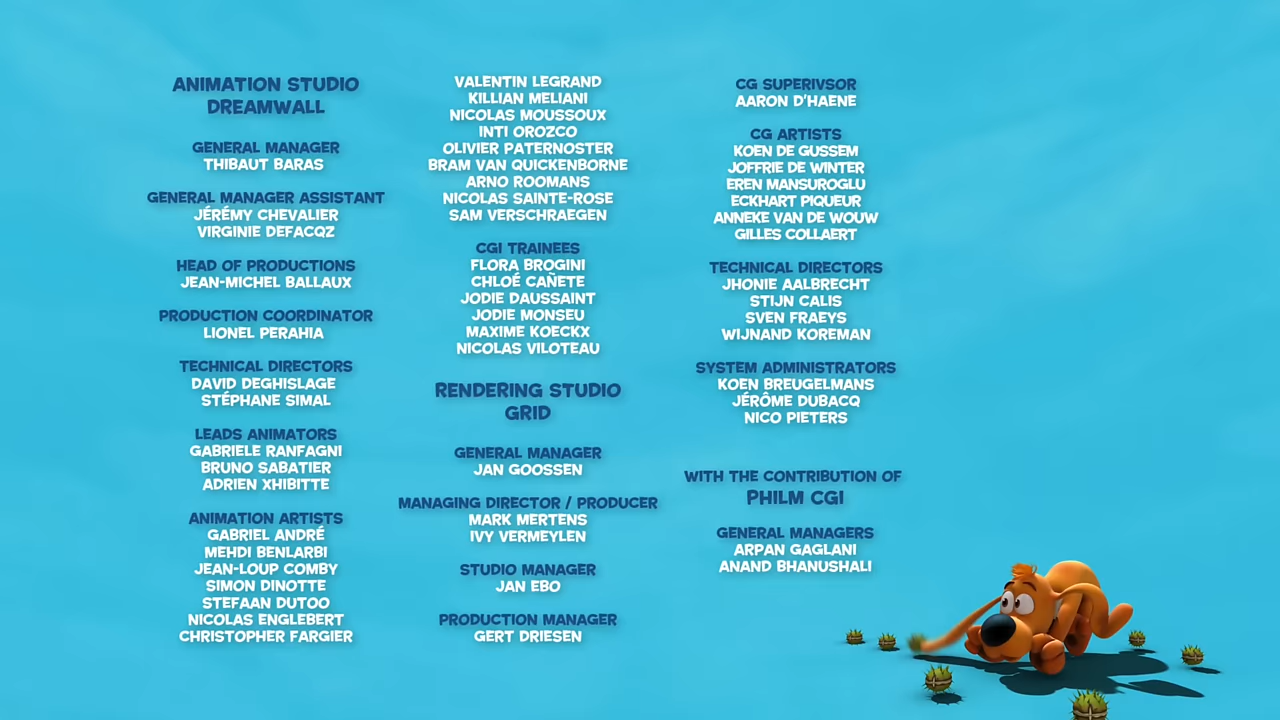 ANIMATION STUDIO
DREAMWALL
GENERAL MANAGER
THIBAUT BARAS
GENERAL MANAGER ASSISTANT
JÉRÉMY CHEVALIER
VIRGINIE DEFACQZ
HEAD OF PRODUCTIONS
JEAN-MICHEL BALLAUX
PRODUCTION COORDINATOR
LIONEL PERAHIA
TECHNICAL DIRECTORS
DAVID DEGHISLAGE
STÉPHANE SIMAL
LEADS ANIMATORS
GABRIELE RANFAGNI
BRUNO SABATIER
ADRIEN XHIBITTE
ANIMATION ARTISTS
GABRIEL ANDRÉ
MEHDI BENLARBI
JEAN-LOUP COMBY
SIMON DINOTTE
STEFAAN DUTOO
NICOLAS ENGLEBERT
CHRISTOPHER FARGIER
VALENTIN LEGRAND
KILLIAN MELIANI
NICOLAS MOUSSOUX
INTI OROZCO
OLIVIER PATERNOSTER
BRAM VAN QUICKENBORNE
ARNO ROOMANS
NICOLAS SAINTE-ROSE
SAM VERSCHRAEGEN
CGI TRAINEES
FLORA BROGINI
CHLOÉ CAÑETE
JODIE DAUSSAINT
JODIE MONSEU
MAXIME KOECKX
NICOLAS VILOTEAU
RENDERING STUDIO
GRID
GENERAL MANAGER
JAN GOOSSEN
MANAGING DIRECTOR / PRODUCER
MARK MERTENS
IVY VERMEYLEN
STUDIO MANAGER
JAN EBO
PRODUCTION MANAGER
GERT DRIESEN
CG SUPERIVSOR
AARON D'HAENE
CG ARTISTS
KOEN DE GUSSEM
JOFFRIE DE WINTER
EREN MANSUROGLU
ECKHART PIQUEUR
ANNEKE VAN DE WOUW
GILLES COLLAERT
TECHNICAL DIRECTORS
JHONIE AALBRECHT
STIJN CALIS
SVEN FRAEYS
WIJNAND KOREMAN
SYSTEM ADMINISTRATORS
KOEN BREUGELMANS
JÉRÔME DUBACQ
NICO PIETERS
WITH THE CONTRIBUTION OF
PHILM CGI
GENERAL MANAGERS
ARPAN GAGLANI
ANAND BHANUSHALI